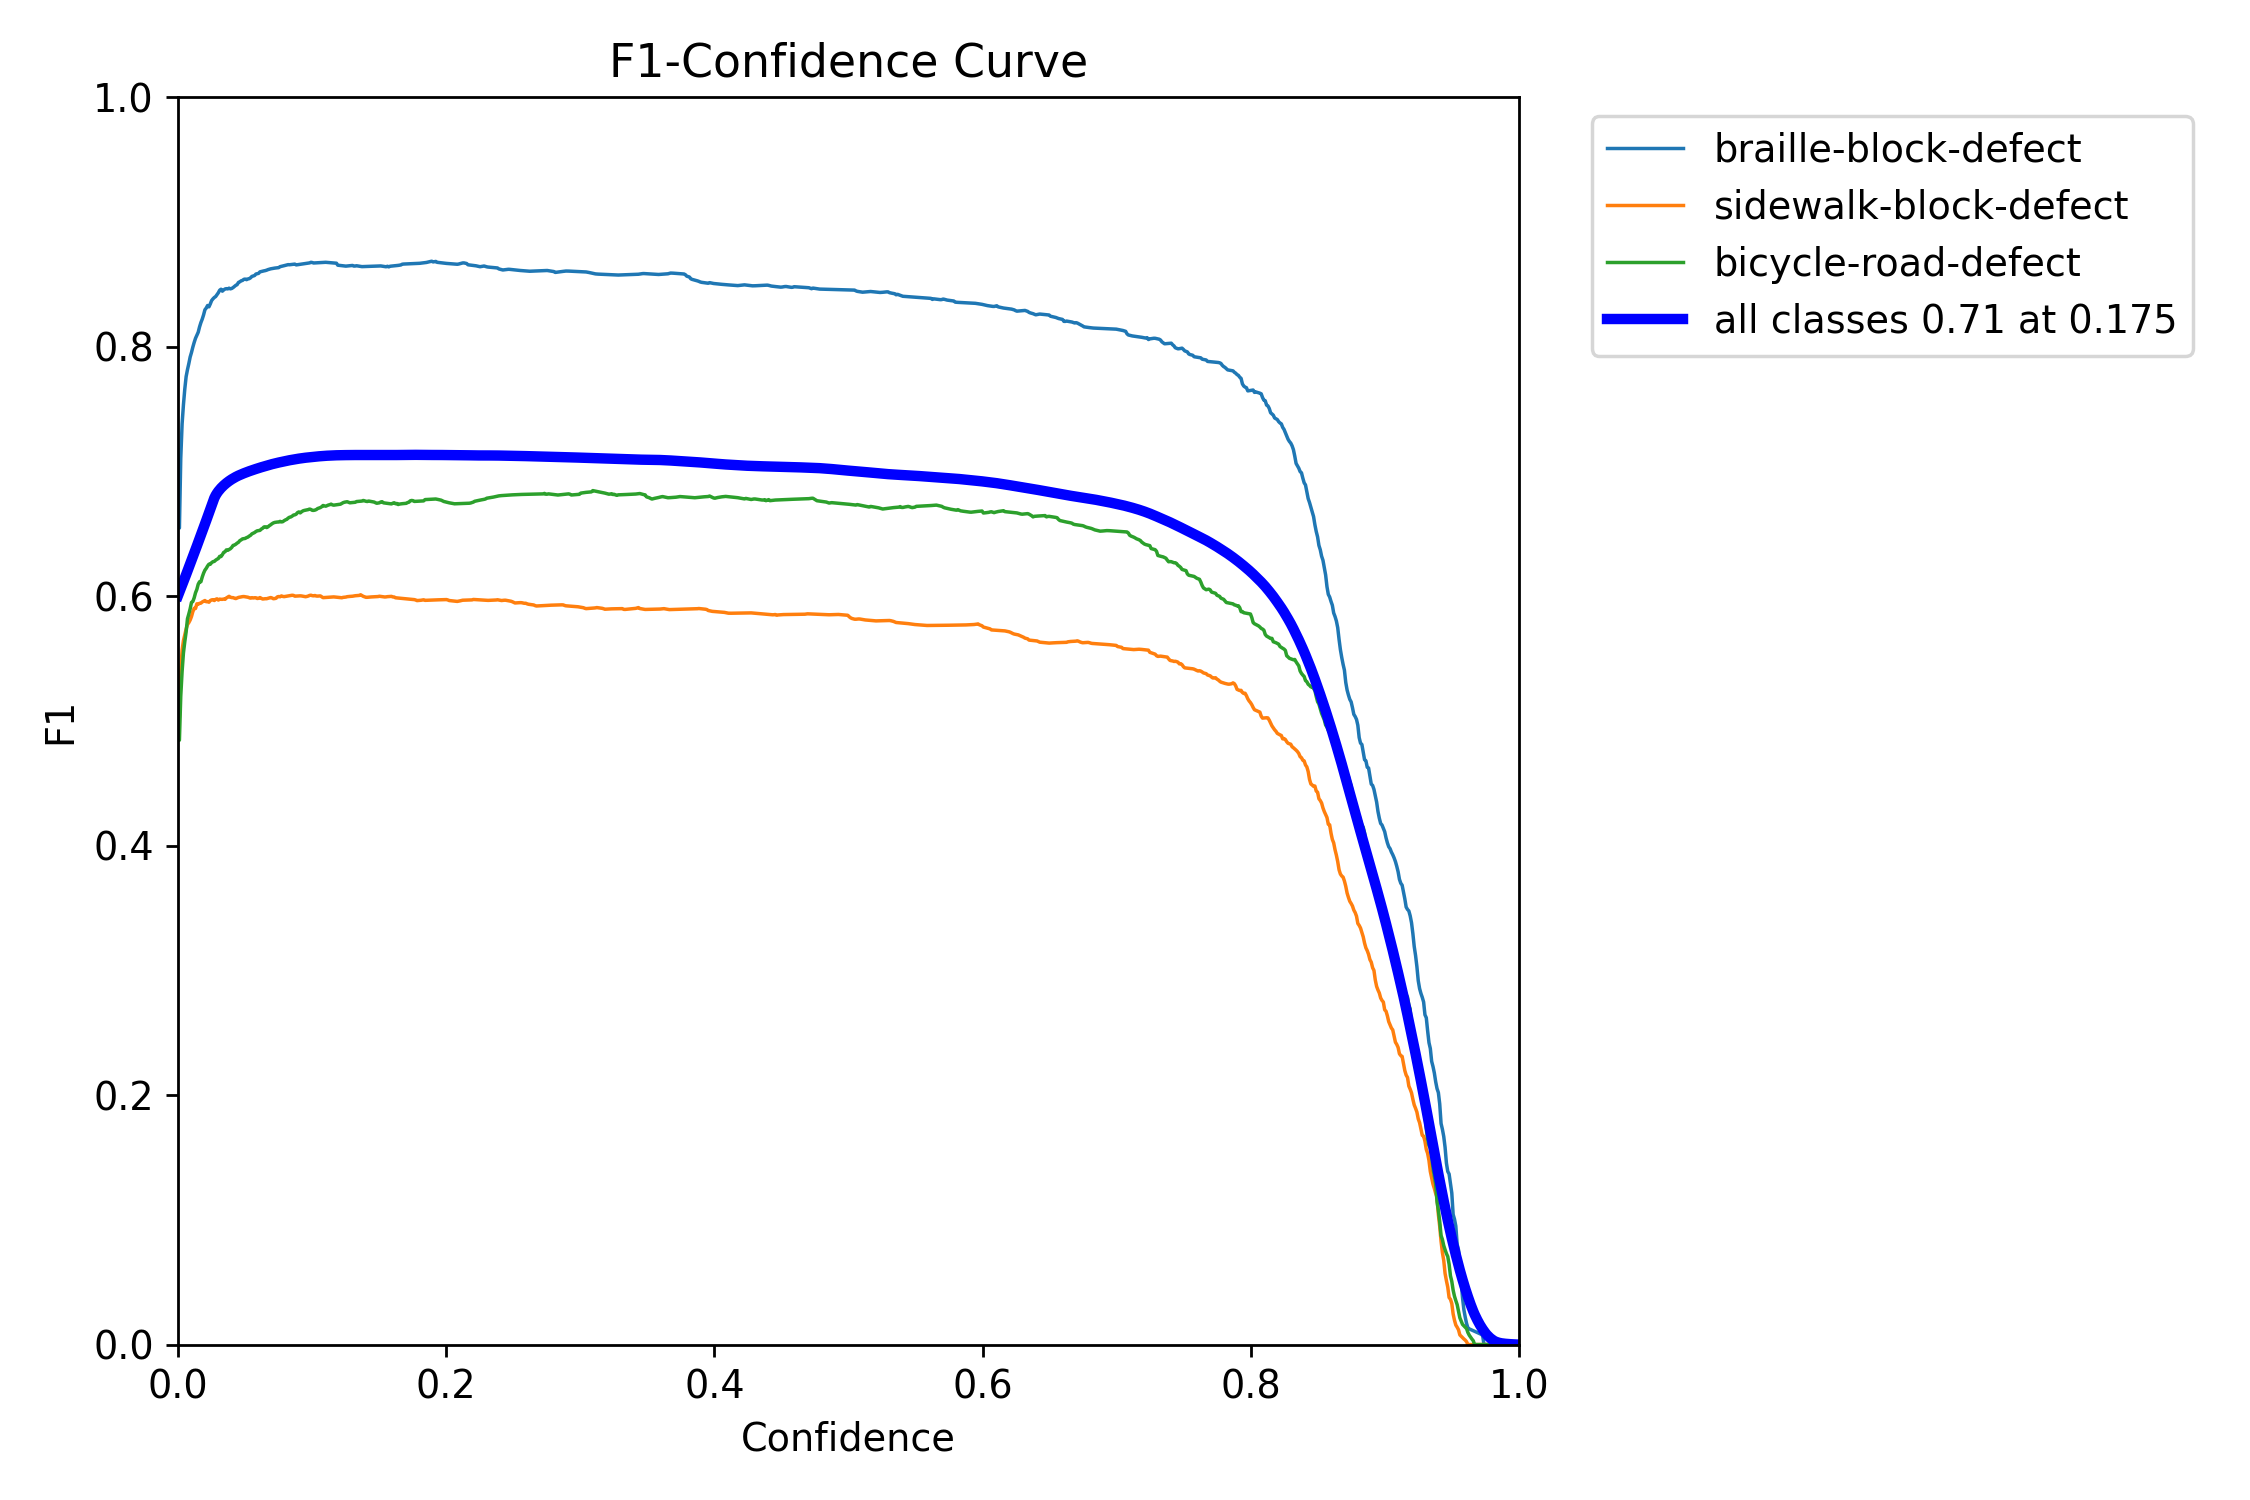 F1-Confidence Curve
1.0
0.8
0.6
0.4
0.2
0.0
F1
0.0 0.2 0.4 0.6 0.8 1.0
Confidence
braille-block-defect
sidewalk-block-defect
bicycle-road-defect
all classes 0.71 at 0.175